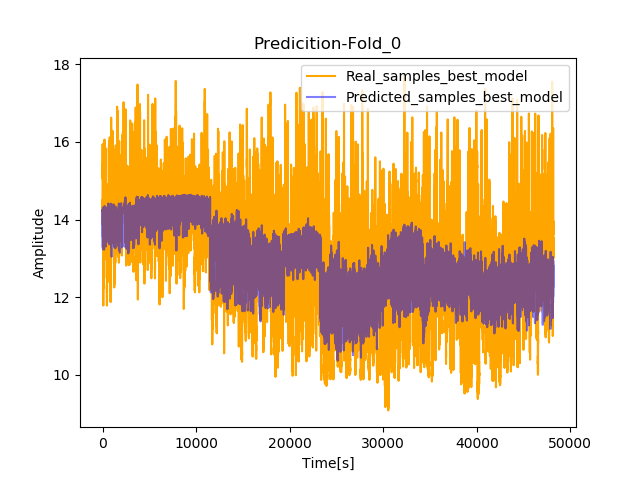 Predicition-Fold_0
Real_samples_best_model
Predicted_samples_best_model
Amplitude
18
16
14
12
10
0 10000 20000 30000 40000 50000
Time[s]